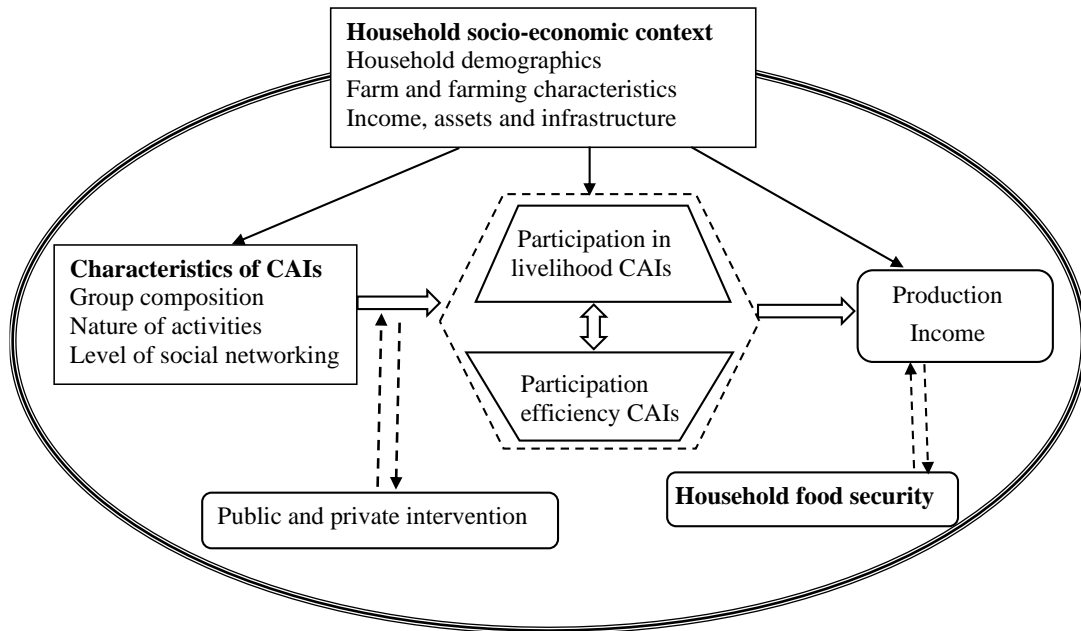 Household socio-economic context
Household demographics
Farm and farming characteristics
Income, assets and infrastructure
Characteristics of CAIs
Group composition
Nature of activities
Level of social networking
Participation in
livelihood CAIs
Participation
efficiency CAIs
Production
Income
Public and private intervention
Household food security